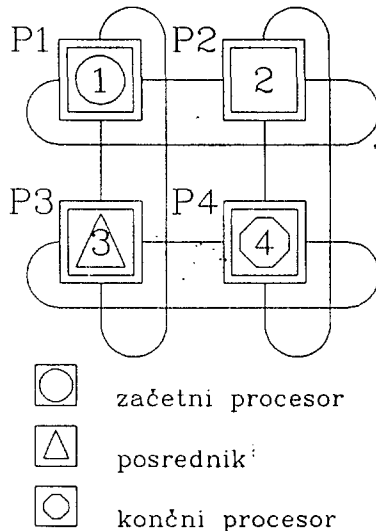 P1 P2
1 2
P3 P4
3 4
začetni procesor
posrednik
končni procesor